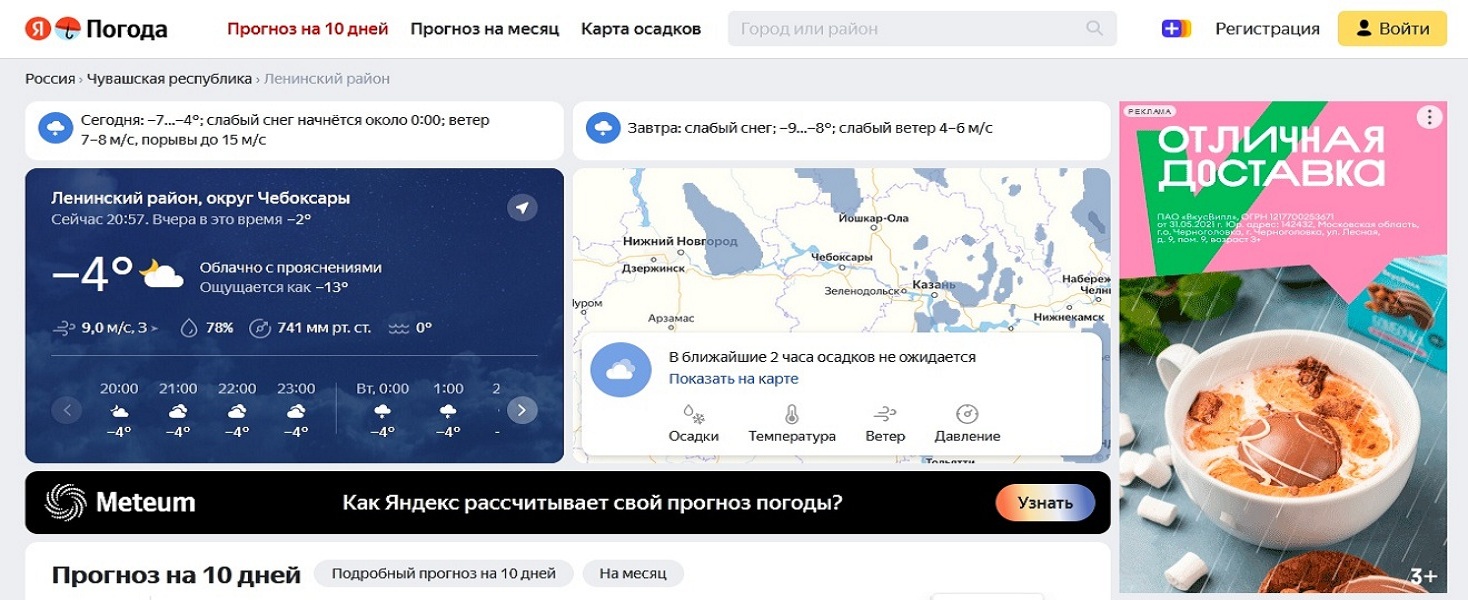 Я Погода
Прогноз на 10 дней
Прогноз на месяц
Карта осадков
Город или район
Регистрация
Войти
Россия › Чувашская республика › Ленинский район
Сегодня: −7...−4°; слабый снег начнётся около 0:00; ветер
7–8 м/с, порывы до 15 м/с
Завтра: слабый снег; −9...−8°; слабый ветер 4–6 м/с
Ленинский район, округ Чебоксары
Сейчас 20:57. Вчера в это время −2°
−4°
Облачно с прояснениями
Ощущается как −13°
9,0 м/с, З
78%
741 мм рт. ст.
0°
20:00 21:00 22:00 23:00 Вт, 0:00 1:00 2
−4° −4° −4° −4° −4° −4° -
Йошкар-Ола
Нижний Новгород
Чебоксары
Дзержинск
Набереж
Челны
Зеленодольск
Казань
Арзамас
Нижнекамск
В ближайшие 2 часа осадков не ожидается
Показать на карте
Осадки
Температура
Ветер
Давление
Тольятти
Meteum
Как Яндекс рассчитывает свой прогноз погоды?
Узнать
Прогноз на 10 дней
Подробный прогноз на 10 дней
На месяц
РЕКЛАМА
ОТЛИЧНАЯ
ДОСТАВКА
ПАО «ВкусВилл», ОГРН 1217700253671
от 31.05.2021 г. Юр. адрес: 142432, Московская область,
г.о. Черноголовка, г. Черноголовка, ул. Лесная,
д. 9, пом. 9, возраст 3+
3+